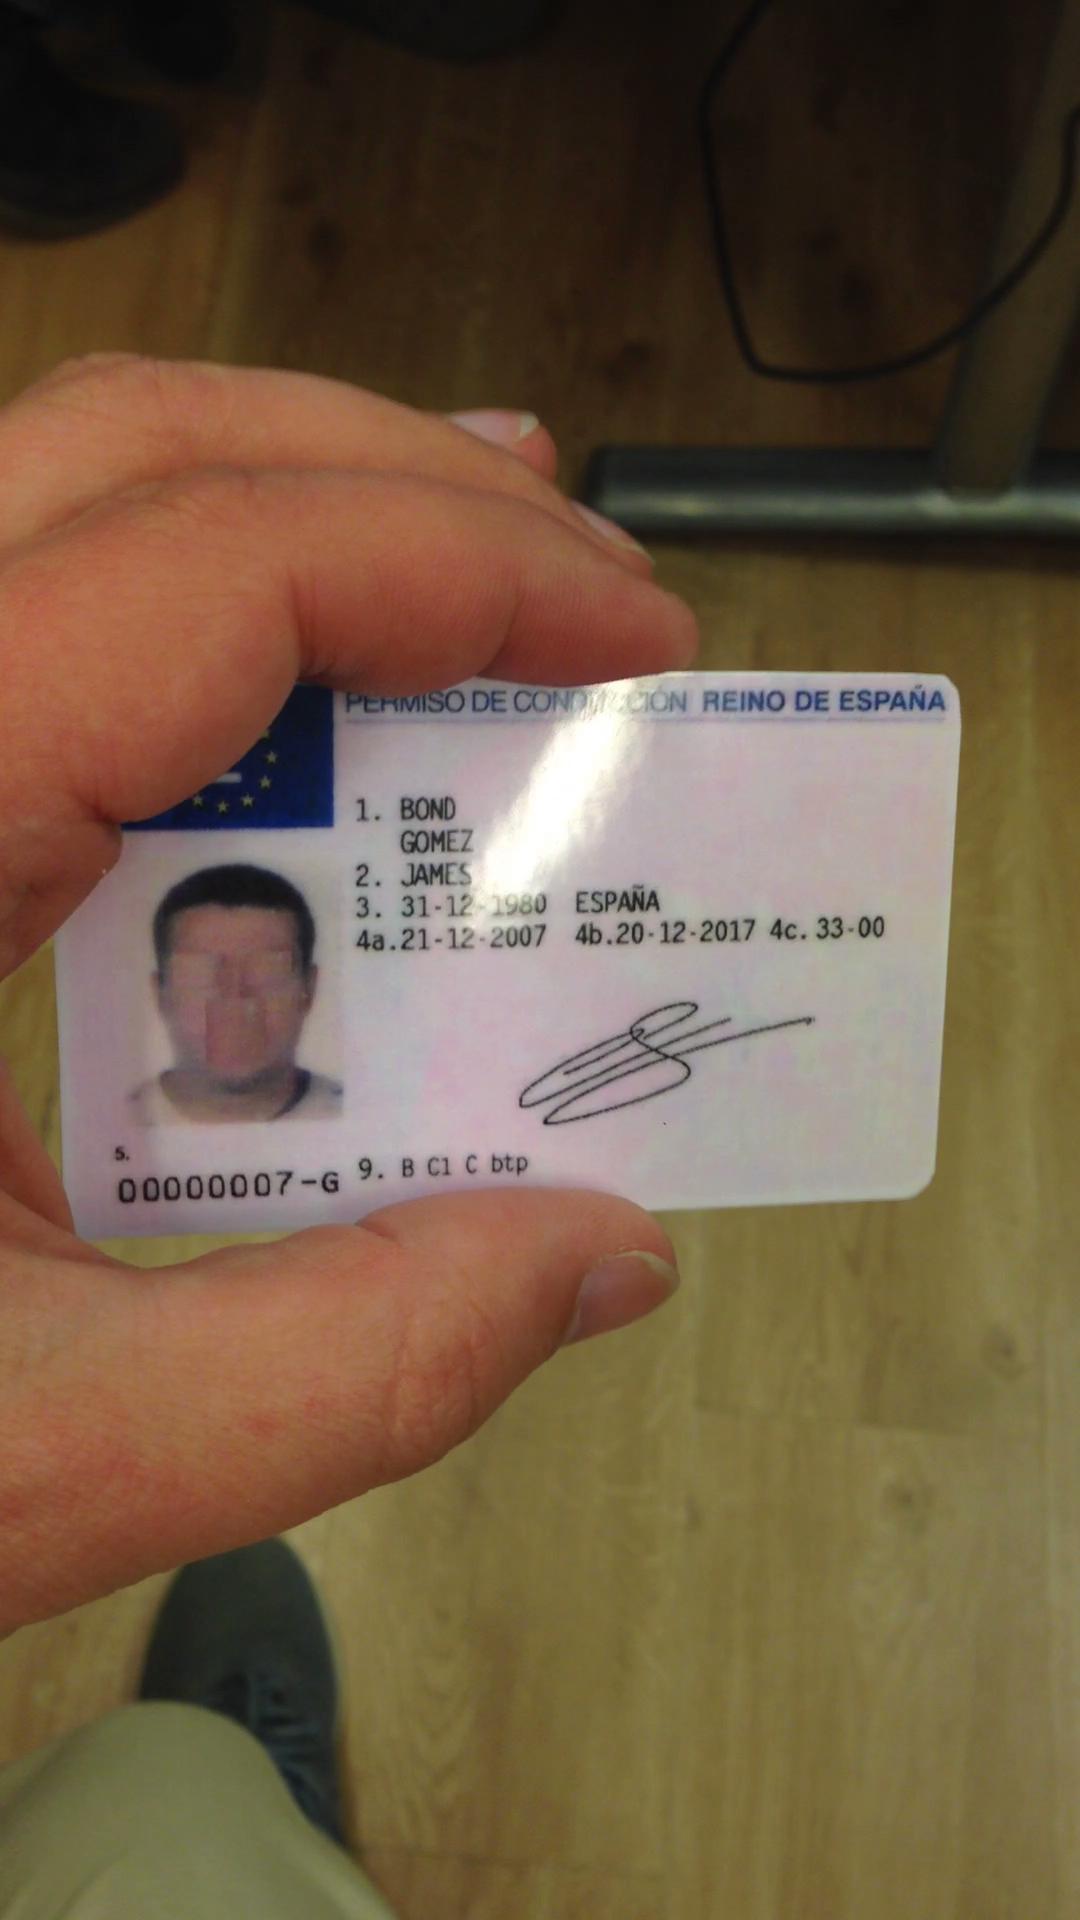 PERMISO DE CONDUCCIÓN REINO DE ESPAÑA
1. BOND
GOMEZ
2. JAMES
3. 31-12-1980 ESPAÑA
4a.21-12-2007 4b.20-12-2017 4c. 33-00
5.
00000007-G 9. B C1 C btp